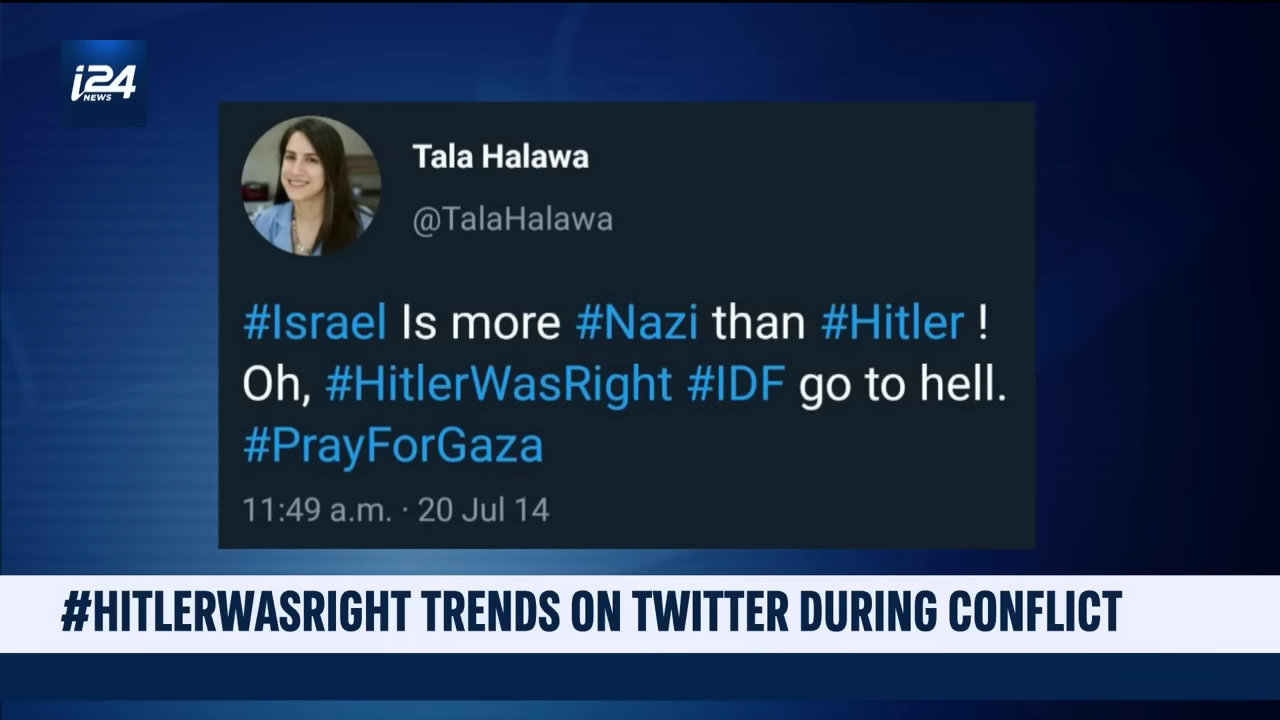 i24
NEWS
Tala Halawa
@TalaHalawa
#Israel Is more #Nazi than #Hitler !
Oh, #HitlerWasRight #IDF go to hell.
#PrayForGaza
11:49 a.m. · 20 Jul 14
#HITLERWASRIGHT TRENDS ON TWITTER DURING CONFLICT